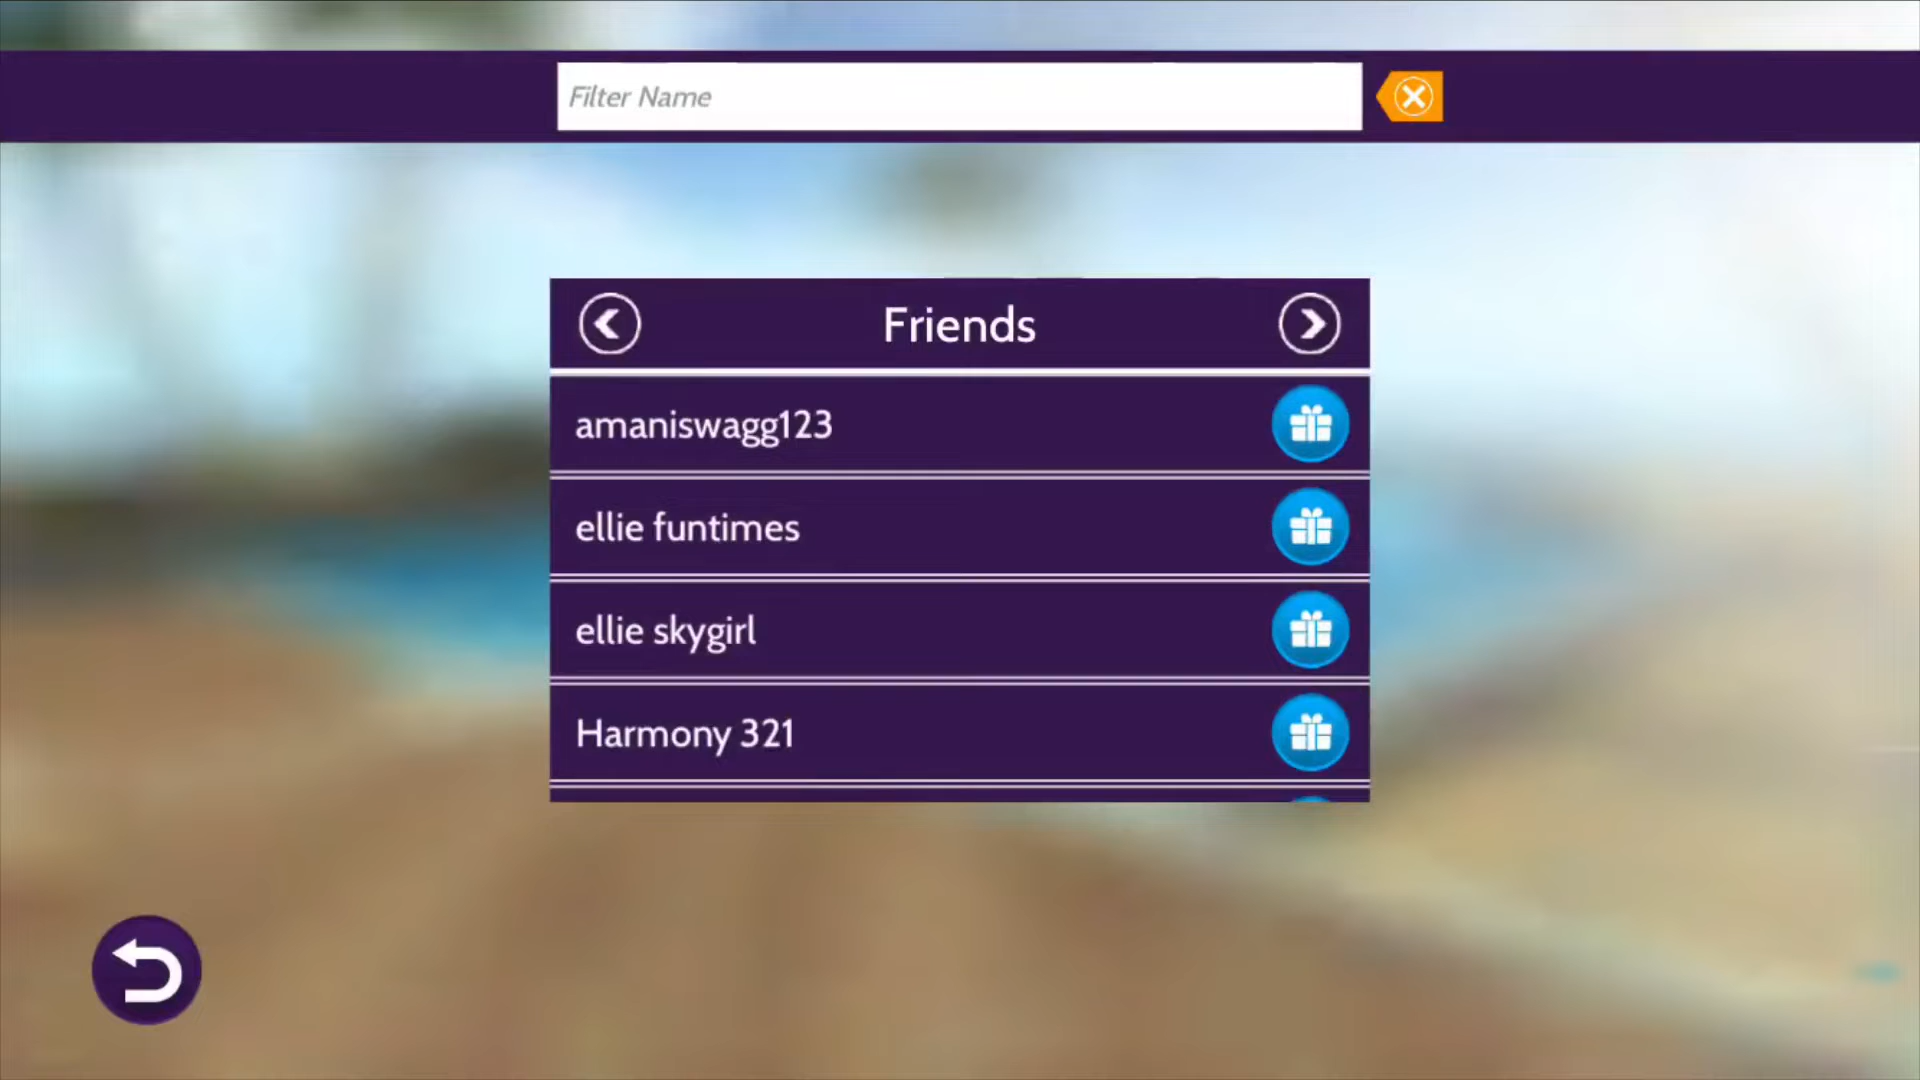 Filter Name
Friends
amaniswagg123
ellie funtimes
ellie skygirl
Harmony 321